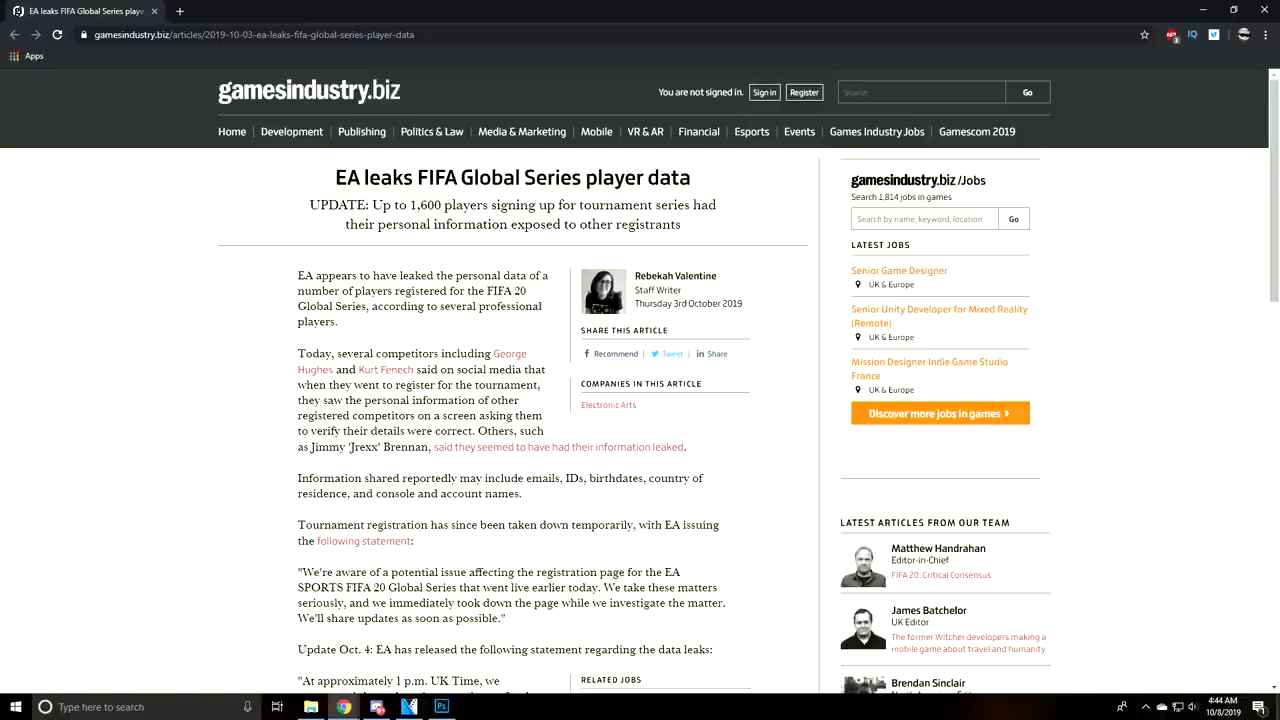 EA leaks FIFA Global Series playe
gamesindustry.biz/articles/2019-10-03-ea-leaks-fifa-global-series-player-data
Apps
gamesindustry.biz
You are not signed in. Sign in Register Search Go
Home Development Publishing Politics & Law Media & Marketing Mobile VR & AR Financial Esports Events Games Industry Jobs Gamescom 2019
EA leaks FIFA Global Series player data
UPDATE: Up to 1,600 players signing up for tournament series had
their personal information exposed to other registrants
EA appears to have leaked the personal data of a
number of players registered for the FIFA 20
Global Series, according to several professional
players.
Today, several competitors including George
Hughes and Kurt Fenech said on social media that
when they went to register for the tournament,
they saw the personal information of other
registered competitors on a screen asking them
to verify their details were correct. Others, such
as Jimmy 'Jrexx' Brennan, said they seemed to have had their information leaked.
Information shared reportedly may include emails, IDs, birthdates, country of
residence, and console and account names.
Tournament registration has since been taken down temporarily, with EA issuing
the following statement:
"We're aware of a potential issue affecting the registration page for the EA
SPORTS FIFA 20 Global Series that went live earlier today. We take these matters
seriously, and we immediately took down the page while we investigate the matter.
We'll share updates as soon as possible."
Update Oct. 4: EA has released the following statement regarding the data leaks:
"At approximately 1 p.m. UK Time, we
Rebekah Valentine
Staff Writer
Thursday 3rd October 2019
SHARE THIS ARTICLE
Recommend | Tweet | Share
COMPANIES IN THIS ARTICLE
Electronic Arts
RELATED JOBS
gamesindustry.biz /Jobs
Search 1,814 jobs in games
Search by name, keyword, location... Go
LATEST JOBS
Senior Game Designer
UK & Europe
Senior Unity Developer for Mixed Reality
(Remote)
UK & Europe
Mission Designer Indie Game Studio
France
UK & Europe
Discover more jobs in games
LATEST ARTICLES FROM OUR TEAM
Matthew Handrahan
Editor-in-Chief
FIFA 20: Critical Consensus
James Batchelor
UK Editor
The former Witcher developers making a
mobile game about travel and humanity
Brendan Sinclair
Type here to search
4:44 AM
10/8/2019